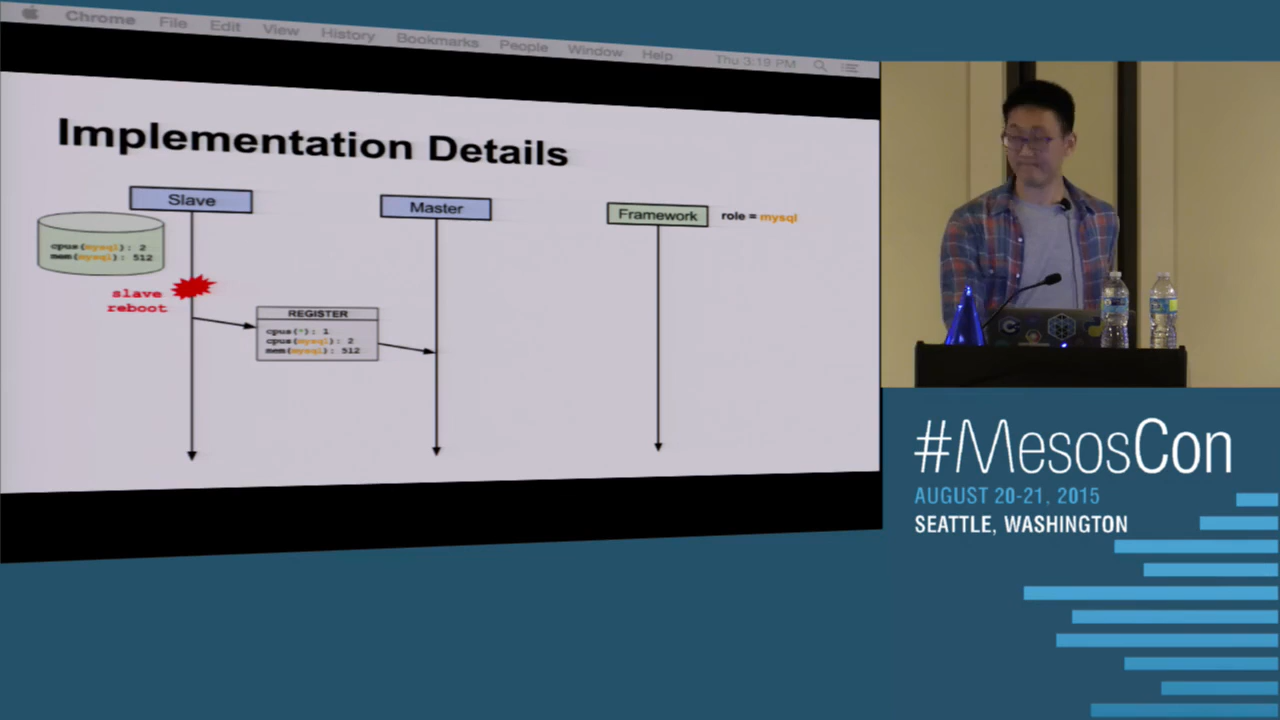 Chrome File Edit View History Bookmarks People Window Help Thu 3:19 PM
Implementation Details
Slave
Master
Framework
role = mysql
cpus(mysql): 2
mem(mysql): 512
slave
reboot
REGISTER
cpus(*): 1
cpus(mysql): 2
mem(mysql): 512
#MesosCon
AUGUST 20-21, 2015
SEATTLE, WASHINGTON